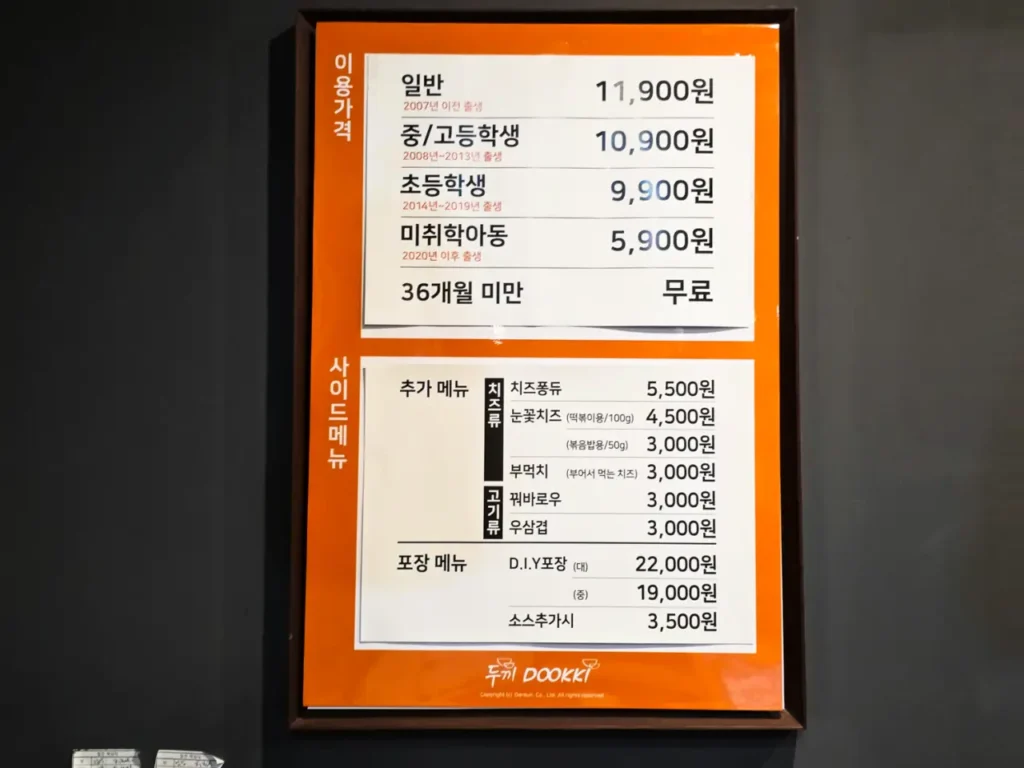 이용가격
일반 11,900원
2007년 이전 출생
중/고등학생 10,900원
2008년~2013년 출생
초등학생 9,900원
2014년~2019년 출생
미취학아동 5,900원
2020년 이후 출생
36개월 미만 무료
사이드메뉴
추가 메뉴 치즈류 치즈퐁듀 5,500원
눈꽃치즈 (떡볶이용/100g) 4,500원
(볶음밥용/50g) 3,000원
부먹치 (부어서 먹는 치즈) 3,000원
고기류 꿔바로우 3,000원
우삼겹 3,000원
포장 메뉴 D.I.Y포장 (대) 22,000원
(중) 19,000원
소스추가시 3,500원
두끼 DOOKKI